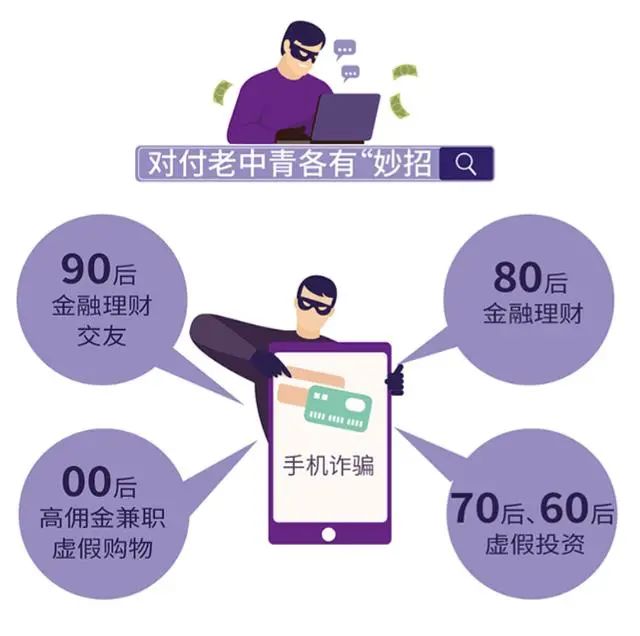 对付老中青各有“妙招
90后
金融理财
交友
80后
金融理财
手机诈骗
00后
高佣金兼职
虚假购物
70后、60后
虚假投资